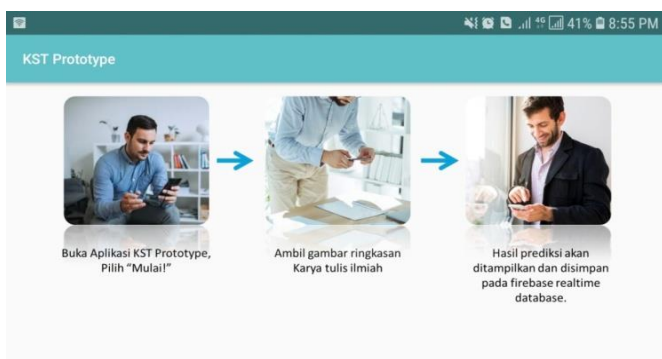 4G 41% 8:55 PM
KST Prototype
Buka Aplikasi KST Prototype,
Pilih “Mulai!”
Ambil gambar ringkasan
Karya tulis ilmiah
Hasil prediksi akan
ditampilkan dan disimpan
pada firebase realtime
database.